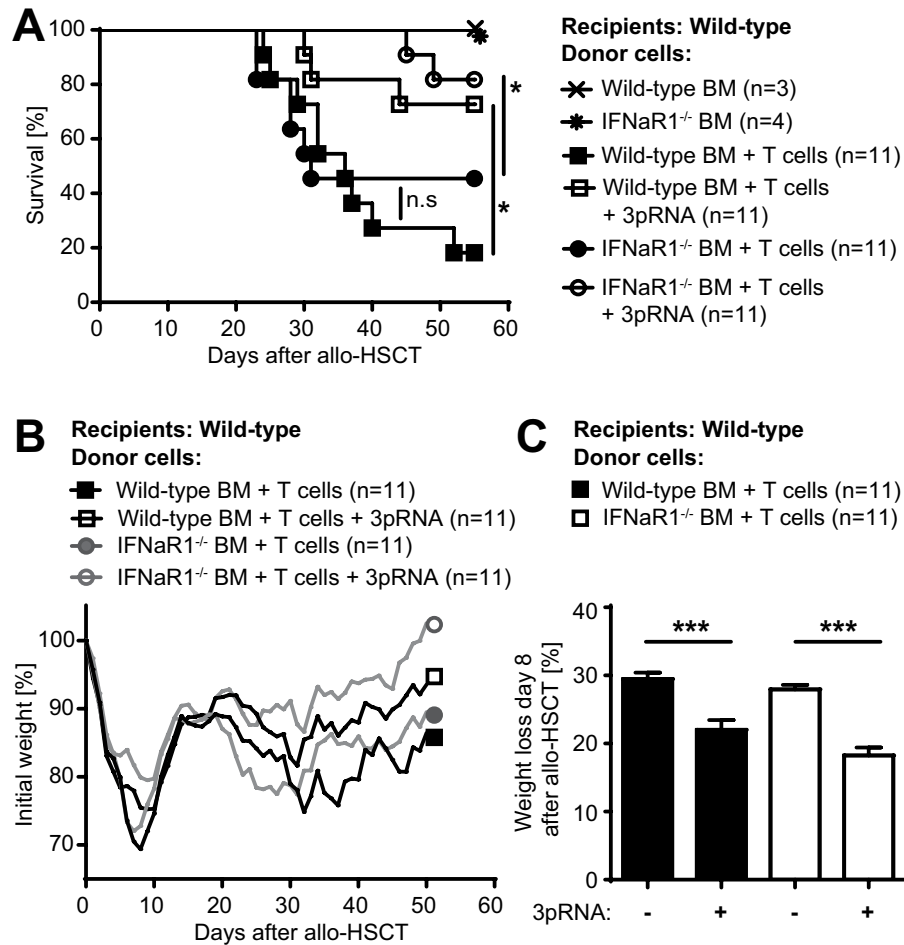 A
Survival [%]
100
80
60
40
20
0
0 10 20 30 40 50 60
Days after allo-HSCT
n.s
*
*
Recipients: Wild-type
Donor cells:
Wild-type BM (n=3)
IFNaR1-/- BM (n=4)
Wild-type BM + T cells (n=11)
Wild-type BM + T cells
+ 3pRNA (n=11)
IFNaR1-/- BM + T cells (n=11)
IFNaR1-/- BM + T cells
+ 3pRNA (n=11)
B
Recipients: Wild-type
Donor cells:
Wild-type BM + T cells (n=11)
Wild-type BM + T cells + 3pRNA (n=11)
IFNaR1-/- BM + T cells (n=11)
IFNaR1-/- BM + T cells + 3pRNA (n=11)
Initial weight [%]
100
90
80
70
0 10 20 30 40 50 60
Days after allo-HSCT
C
Recipients: Wild-type
Donor cells:
Wild-type BM + T cells (n=11)
IFNaR1-/- BM + T cells (n=11)
Weight loss day 8
after allo-HSCT [%]
40
30
20
10
0
*** ***
3pRNA: - + - +